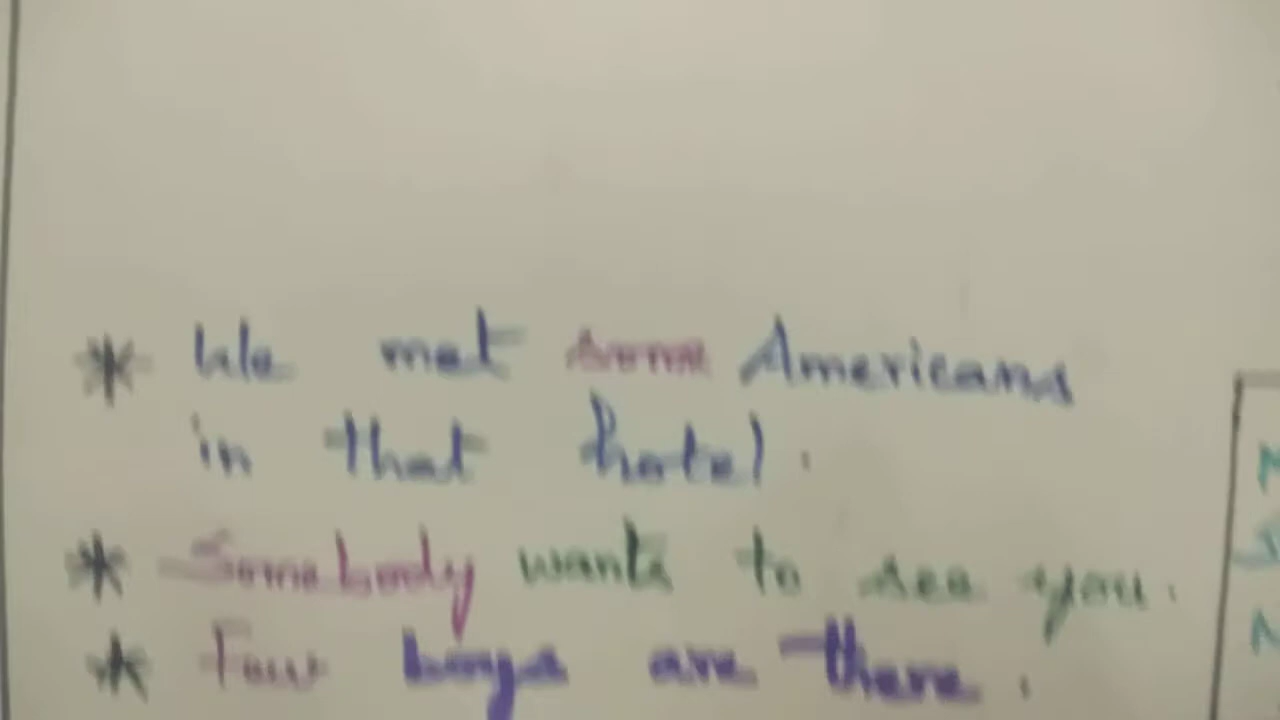 * We met some Americans
in that hotel.
* Somebody wants to see you.
* Few boys are there.